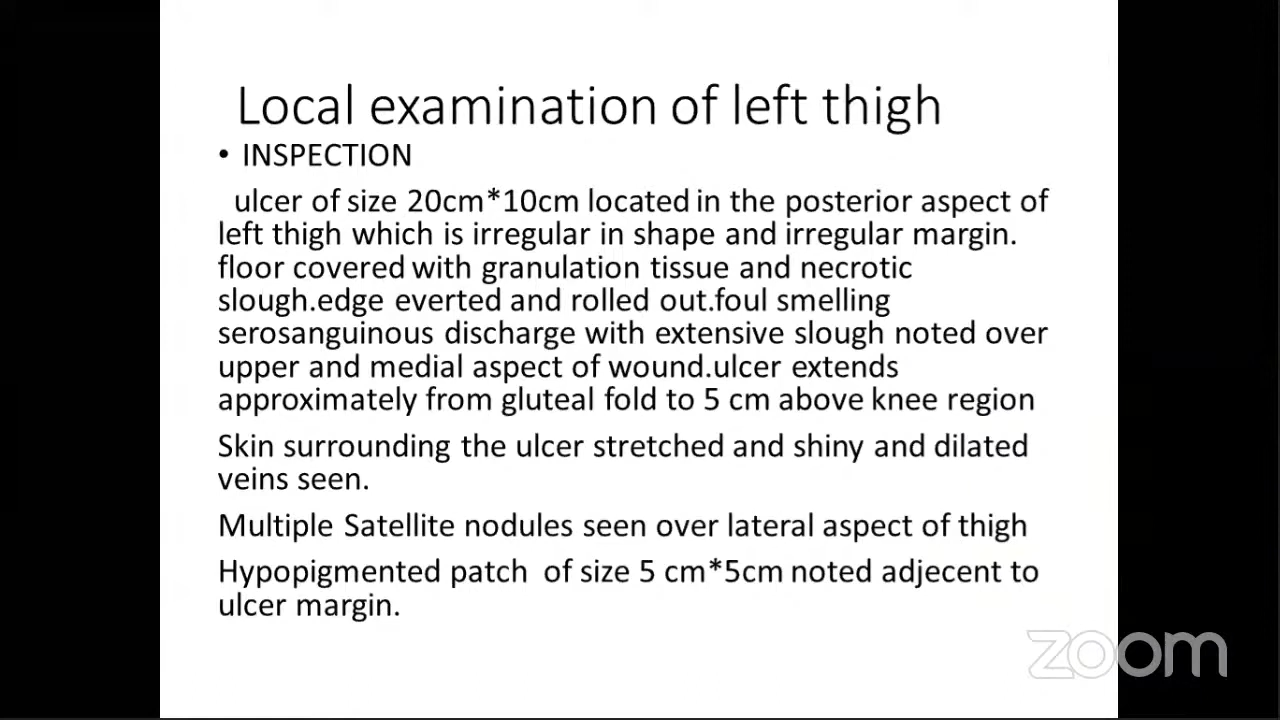 Local examination of left thigh
• INSPECTION
ulcer of size 20cm*10cm located in the posterior aspect of
left thigh which is irregular in shape and irregular margin.
floor covered with granulation tissue and necrotic
slough.edge everted and rolled out.foul smelling
serosanguinous discharge with extensive slough noted over
upper and medial aspect of wound.ulcer extends
approximately from gluteal fold to 5 cm above knee region
Skin surrounding the ulcer stretched and shiny and dilated
veins seen.
Multiple Satellite nodules seen over lateral aspect of thigh
Hypopigmented patch of size 5 cm*5cm noted adjecent to
ulcer margin.
zoom